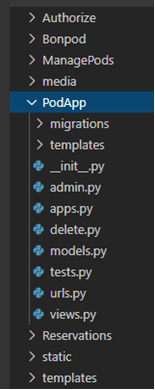 Authorize
Bonpod
ManagePods
media
PodApp
migrations
templates
__init__.py
admin.py
apps.py
delete.py
models.py
tests.py
urls.py
views.py
Reservations
static
templates